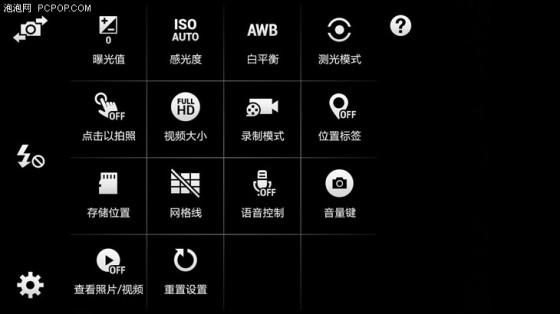 泡泡网 PCPOP.COM
0
ISO
AUTO
AWB
?
曝光值
感光度
白平衡
测光模式
OFF
FULL
HD
OFF
点击以拍照
视频大小
录制模式
位置标签
OFF
存储位置
网格线
语音控制
音量键
OFF
查看照片/视频
重置设置